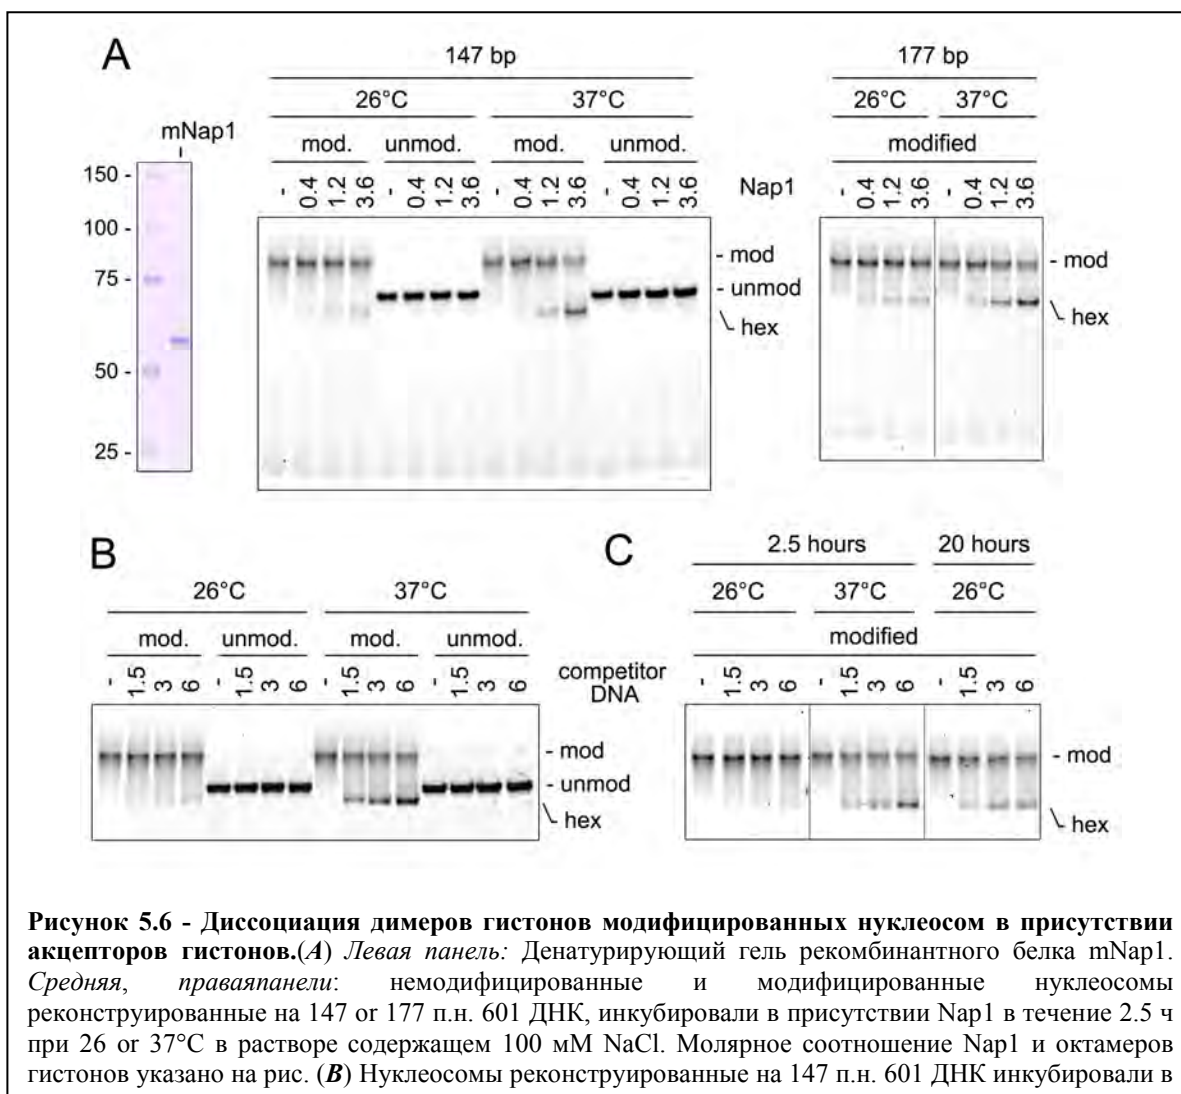 A
147 bp
177 bp
26°C 37°C
26°C 37°C
mNap1
mod. unmod. mod. unmod.
modified
- 0.4 1.2 3.6 - 0.4 1.2 3.6 - 0.4 1.2 3.6 - 0.4 1.2 3.6
Nap1
- 0.4 1.2 3.6 - 0.4 1.2 3.6
150 -
100 -
75 -
50 -
25 -
- mod
- unmod
hex
- mod
hex
B
26°C 37°C
mod. unmod. mod. unmod.
- 1.5 3 6 - 1.5 3 6 - 1.5 3 6 - 1.5 3 6
competitor
DNA
- mod
- unmod
hex
C
2.5 hours 20 hours
26°C 37°C 26°C
modified
- 1.5 3 6 - 1.5 3 6 - 1.5 3 6
- mod
hex
Рисунок 5.6 - Диссоциация димеров гистонов модифицированных нуклеосом в присутствии
акцепторов гистонов.(A) Левая панель: Денатурирующий гель рекомбинантного белка mNap1.
Средняя, праваяпанели: немодифицированные и модифицированные нуклеосомы
реконструированные на 147 or 177 п.н. 601 ДНК, инкубировали в присутствии Nap1 в течение 2.5 ч
при 26 or 37°C в растворе содержащем 100 мМ NaCl. Молярное соотношение Nap1 и октамеров
гистонов указано на рис. (B) Нуклеосомы реконструированные на 147 п.н. 601 ДНК инкубировали в